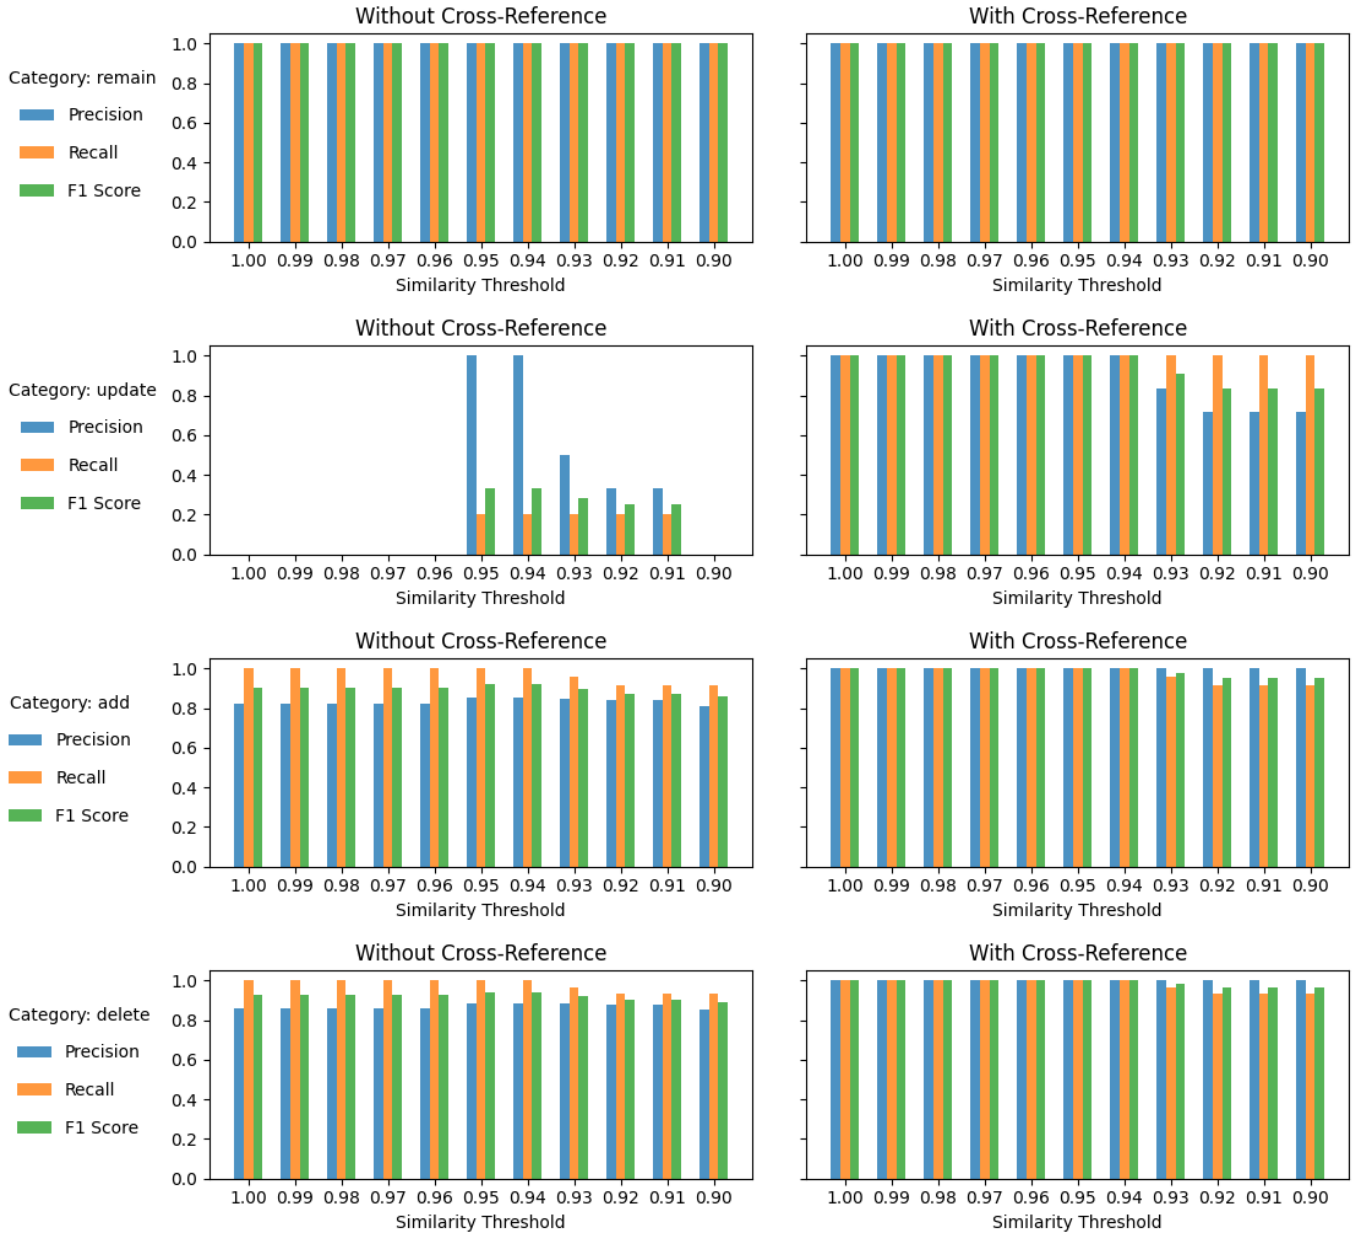 Without Cross-Reference
With Cross-Reference
Category: remain
Precision
Recall
F1 Score
1.0
0.8
0.6
0.4
0.2
0.0
1.00 0.99 0.98 0.97 0.96 0.95 0.94 0.93 0.92 0.91 0.90
Similarity Threshold
1.00 0.99 0.98 0.97 0.96 0.95 0.94 0.93 0.92 0.91 0.90
Similarity Threshold
Without Cross-Reference
With Cross-Reference
Category: update
Precision
Recall
F1 Score
1.0
0.8
0.6
0.4
0.2
0.0
1.00 0.99 0.98 0.97 0.96 0.95 0.94 0.93 0.92 0.91 0.90
Similarity Threshold
1.00 0.99 0.98 0.97 0.96 0.95 0.94 0.93 0.92 0.91 0.90
Similarity Threshold
Without Cross-Reference
With Cross-Reference
Category: add
Precision
Recall
F1 Score
1.0
0.8
0.6
0.4
0.2
0.0
1.00 0.99 0.98 0.97 0.96 0.95 0.94 0.93 0.92 0.91 0.90
Similarity Threshold
1.00 0.99 0.98 0.97 0.96 0.95 0.94 0.93 0.92 0.91 0.90
Similarity Threshold
Without Cross-Reference
With Cross-Reference
Category: delete
Precision
Recall
F1 Score
1.0
0.8
0.6
0.4
0.2
0.0
1.00 0.99 0.98 0.97 0.96 0.95 0.94 0.93 0.92 0.91 0.90
Similarity Threshold
1.00 0.99 0.98 0.97 0.96 0.95 0.94 0.93 0.92 0.91 0.90
Similarity Threshold